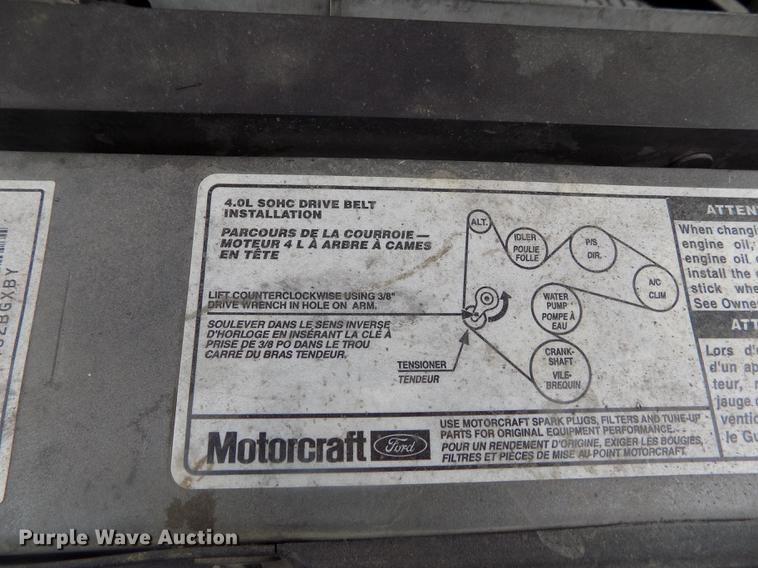 4.0L SOHC DRIVE BELT
INSTALLATION
PARCOURS DE LA COURROIE —
MOTEUR 4 L À ARBRE À CAMES
EN TÊTE
LIFT COUNTERCLOCKWISE USING 3/8"
DRIVE WRENCH IN HOLE ON ARM.
SOULEVER DANS LE SENS INVERSE
D'HORLOGE EN INSÉRANT LA CLÉ À
PRISE DE 3/8 PO DANS LE TROU
CARRÉ DU BRAS TENDEUR.
TENSIONER
TENDEUR
ALT.
IDLER
POULIE
FOLLE
P/S
DIR.
A/C
CLIM
WATER
PUMP
POMPE À
EAU
CRANK-
SHAFT
VILE-
BREQUIN
Motorcraft Ford
USE MOTORCRAFT SPARK PLUGS, FILTERS AND TUNE-UP
PARTS FOR ORIGINAL EQUIPMENT PERFORMANCE.
POUR UN RENDEMENT D'ORIGINE, EXIGER LES BOUGIES,
FILTRES ET PIÈCES DE MISE AU POINT MOTORCRAFT.
ATTEN
When changi
engine oil,
engine oil
install the
stick whe
See Owne
ATT
Lors d'
d'un ap
teur,
jauge
venti
le Gu
2BGXBY
Purple Wave Auction